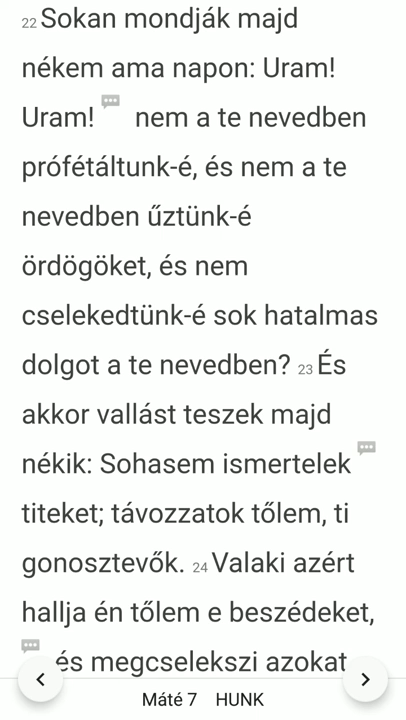 22 Sokan mondják majd
nékem ama napon: Uram!
Uram! nem a te nevedben
prófétáltunk-é, és nem a te
nevedben űztünk-é
ördögöket, és nem
cselekedtünk-é sok hatalmas
dolgot a te nevedben? 23 És
akkor vallást teszek majd
nékik: Sohasem ismertelek
titeket; távozzatok tőlem, ti
gonosztevők. 24 Valaki azért
hallja én tőlem e beszédeket,
és megcselekszi azokat
Máté 7 HUNK